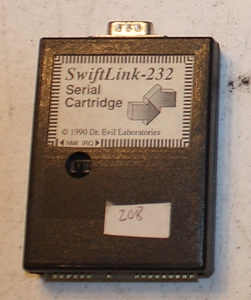 SwiftLink-232
Serial
Cartridge
© 1990 Dr. Evil Laboratories
NMI IRQ
208